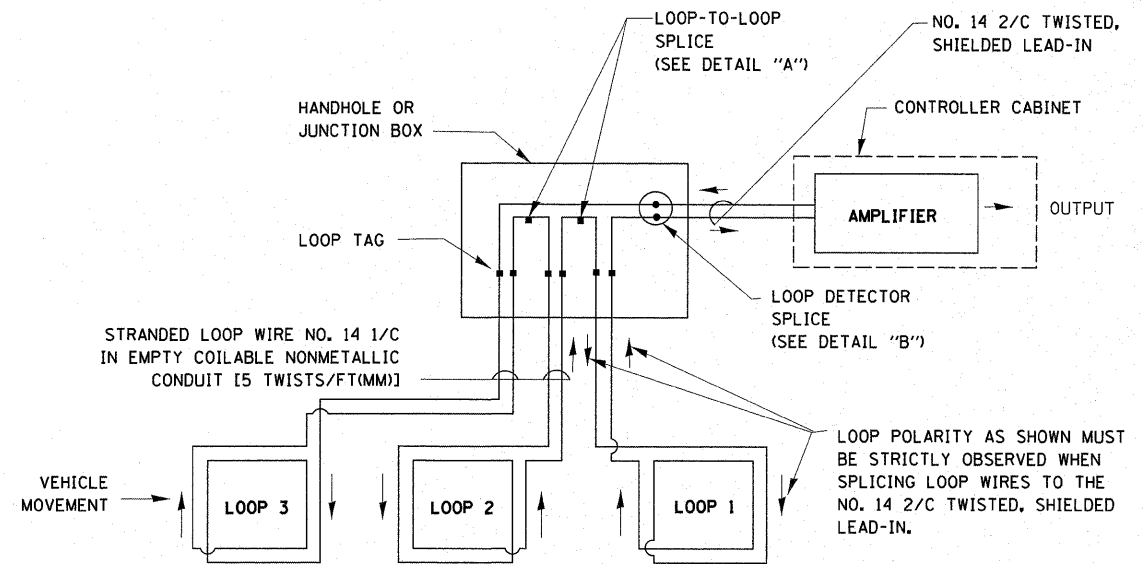 LOOP-TO-LOOP
SPLICE
(SEE DETAIL "A")
NO. 14 2/C TWISTED,
SHIELDED LEAD-IN
HANDHOLE OR
JUNCTION BOX
CONTROLLER CABINET
AMPLIFIER
OUTPUT
LOOP TAG
LOOP DETECTOR
SPLICE
(SEE DETAIL "B")
STRANDED LOOP WIRE NO. 14 1/C
IN EMPTY COILABLE NONMETALLIC
CONDUIT [5 TWISTS/FT(MM)]
LOOP POLARITY AS SHOWN MUST
BE STRICTLY OBSERVED WHEN
SPLICING LOOP WIRES TO THE
NO. 14 2/C TWISTED, SHIELDED
LEAD-IN.
VEHICLE
MOVEMENT
LOOP 3
LOOP 2
LOOP 1